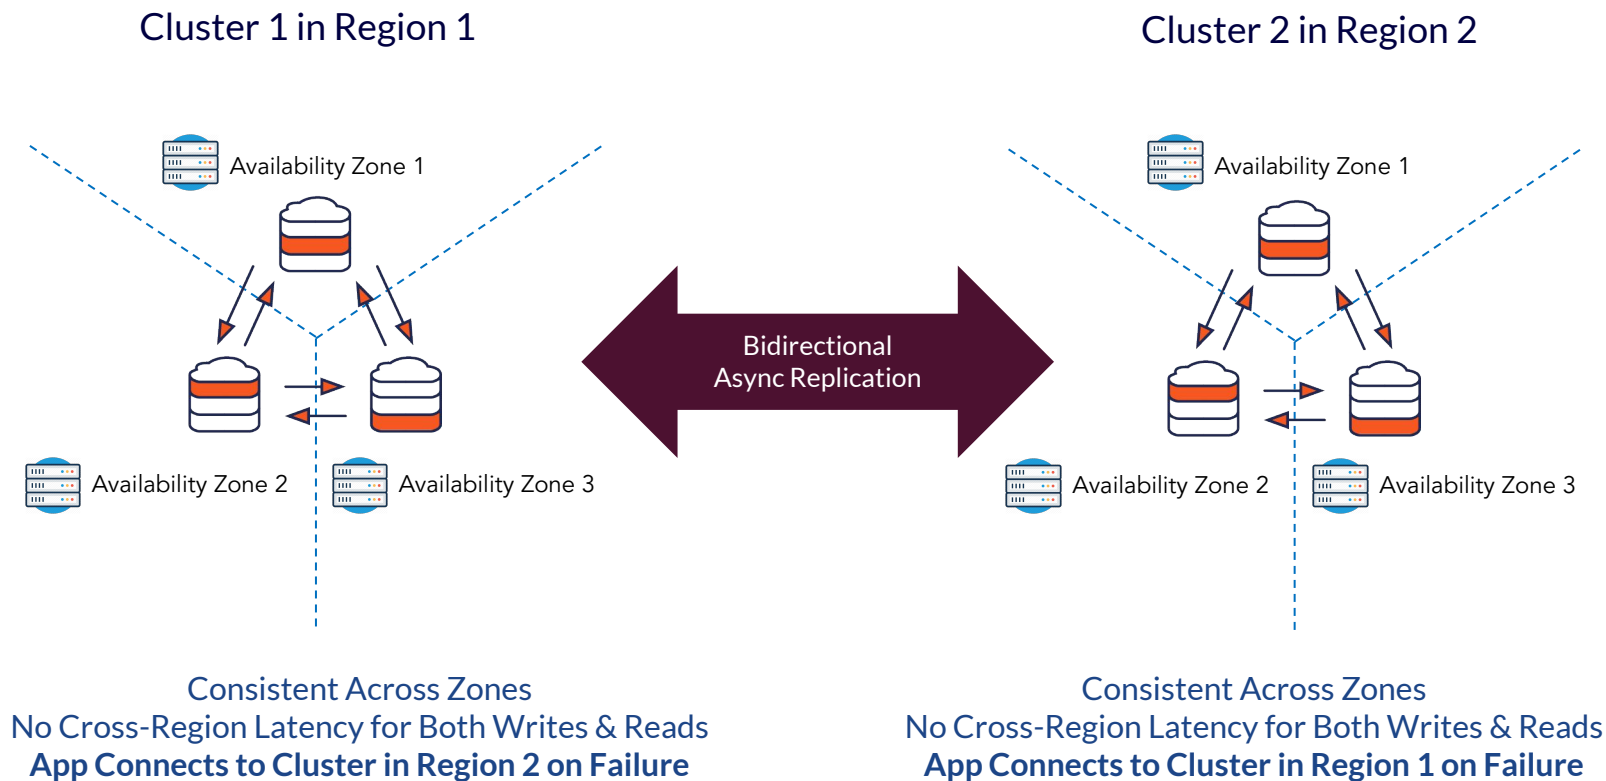 Cluster 1 in Region 1
Cluster 2 in Region 2
Availability Zone 1
Availability Zone 1
Bidirectional
Async Replication
Availability Zone 2
Availability Zone 3
Availability Zone 2
Availability Zone 3
Consistent Across Zones
No Cross-Region Latency for Both Writes & Reads
App Connects to Cluster in Region 2 on Failure
Consistent Across Zones
No Cross-Region Latency for Both Writes & Reads
App Connects to Cluster in Region 1 on Failure